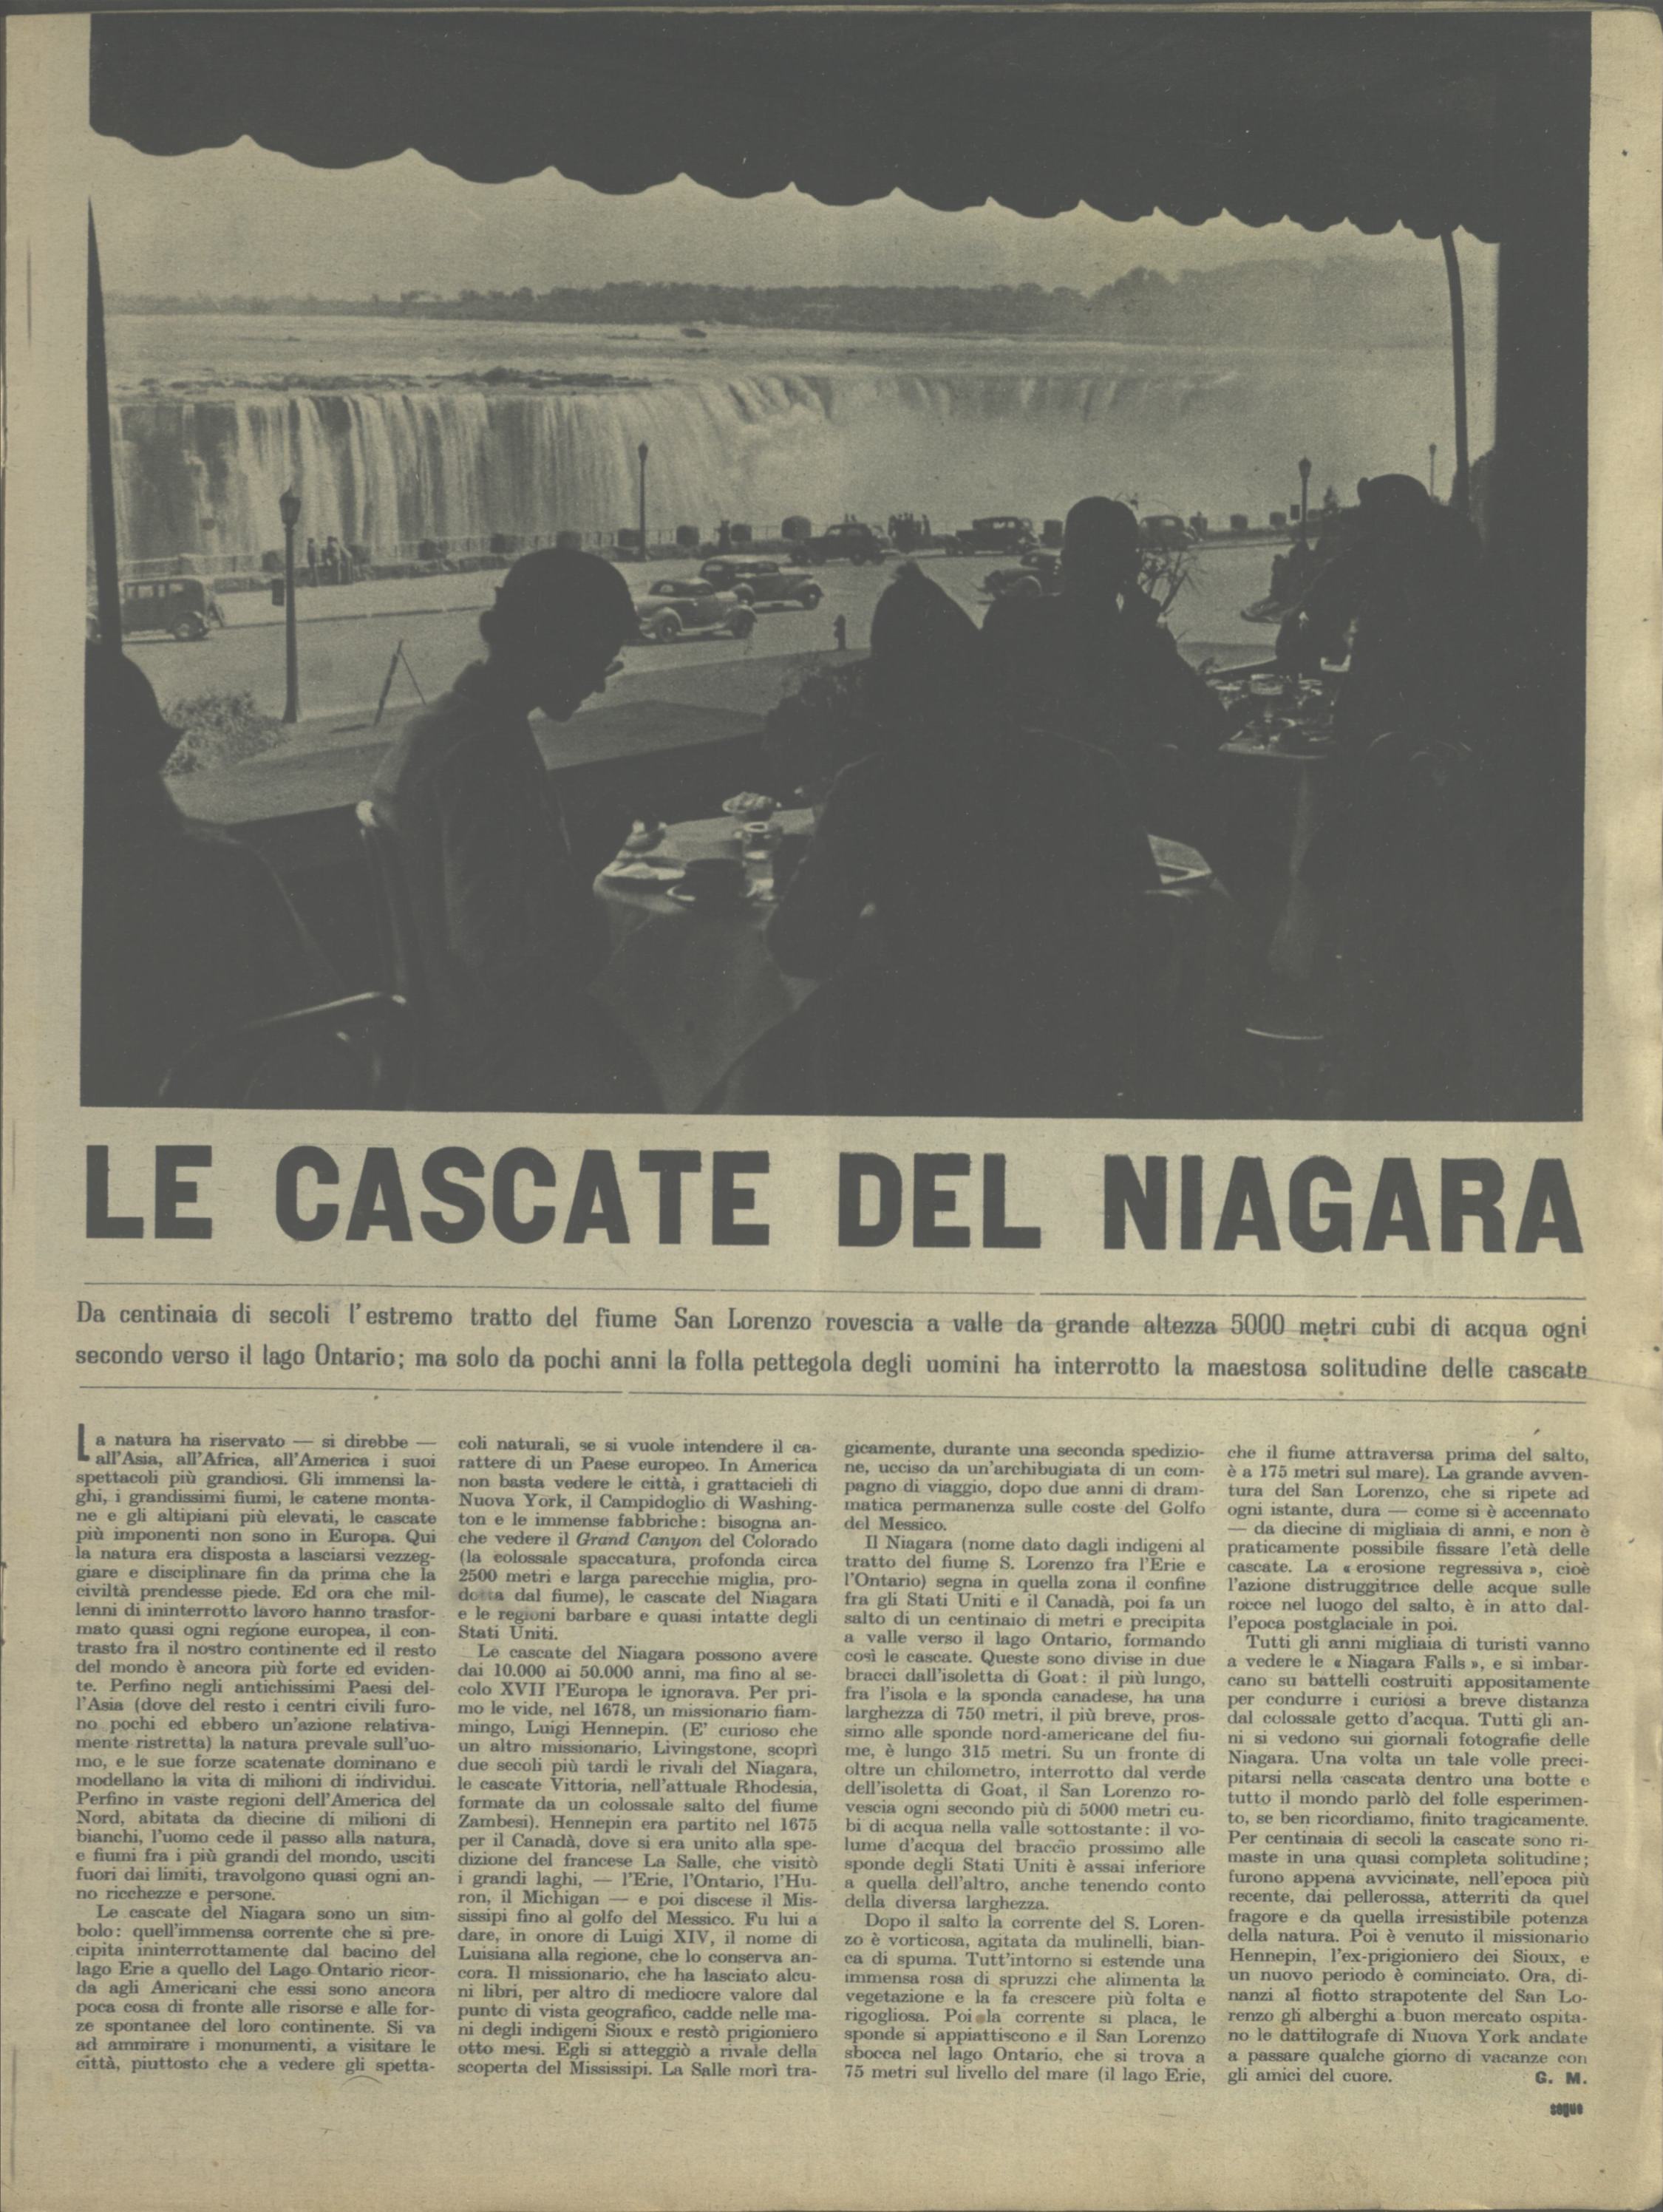 LE CASCATE DEL NIAGARA
Da centinaia di secoli l'estremo tratto del fiume San Lorenzo rovescia a valle da grande altezza 5000 metri cubi di acqua ogni
secondo verso il lago Ontario; ma solo da pochi anni la folla pettegola degli uomini ha interrotto la maestosa solitudine delle cascate
La natura ha riservato — si direbbe —
all'Asia, all'Africa, all'America i suoi
spettacoli più grandiosi. Gli immensi la-
ghi, i grandissimi fiumi, le catene monta-
ne e gli altipiani più elevati, le cascate
più imponenti non sono in Europa. Qui
la natura era disposta a lasciarsi vezzeg-
giare e disciplinare fin da prima che la
civiltà prendesse piede. Ed ora che mil-
lenni di ininterrotto lavoro hanno trasfor-
mato quasi ogni regione europea, il con-
trasto fra il nostro continente ed il resto
del mondo è ancora più forte ed eviden-
te. Perfino negli antichissimi Paesi del-
l'Asia (dove del resto i centri civili furo-
no pochi ed ebbero un'azione relativa-
mente ristretta) la natura prevale sull'uo-
mo, e le sue forze scatenate dominano e
modellano la vita di milioni di individui.
Perfino in vaste regioni dell'America del
Nord, abitata da diecine di milioni di
bianchi, l'uomo cede il passo alla natura,
e fiumi fra i più grandi del mondo, usciti
fuori dai limiti, travolgono quasi ogni an-
no ricchezze e persone.
Le cascate del Niagara sono un sim-
bolo: quell'immensa corrente che si pre-
cipita ininterrottamente dal bacino del
lago Erie a quello del Lago Ontario ricor-
da agli Americani che essi sono ancora
poca cosa di fronte alle risorse e alle for-
ze spontanee del loro continente. Si va
ad ammirare i monumenti, a visitare le
città, piuttosto che a vedere gli spetta-
coli naturali, se si vuole intendere il ca-
rattere di un Paese europeo. In America
non basta vedere le città, i grattacieli di
Nuova York, il Campidoglio di Washing-
ton e le immense fabbriche: bisogna an-
che vedere il Grand Canyon del Colorado
(la colossale spaccatura, profonda circa
2500 metri e larga parecchie miglia, pro-
dotta dal fiume), le cascate del Niagara
e le regioni barbare e quasi intatte degli
Stati Uniti.
Le cascate del Niagara possono avere
dai 10.000 ai 50.000 anni, ma fino al se-
colo XVII l'Europa le ignorava. Per pri-
mo le vide, nel 1678, un missionario fiam-
mingo, Luigi Hennepin. (E' curioso che
un altro missionario, Livingstone, scoprì
due secoli più tardi le rivali del Niagara,
le cascate Vittoria, nell'attuale Rhodesia,
formate da un colossale salto del fiume
Zambesi). Hennepin era partito nel 1675
per il Canadà, dove si era unito alla spe-
dizione del francese La Salle, che visitò
i grandi laghi, — l'Erie, l'Ontario, l'Hu-
ron, il Michigan — e poi discese il Mis-
sissipi fino al golfo del Messico. Fu lui a
dare, in onore di Luigi XIV, il nome di
Luisiana alla regione, che lo conserva an-
cora. Il missionario, che ha lasciato alcu-
ni libri, per altro di mediocre valore dal
punto di vista geografico, cadde nelle ma-
ni degli indigeni Sioux e restò prigioniero
otto mesi. Egli si atteggiò a rivale della
scoperta del Missisipi. La Salle morì tra-
gicamente, durante una seconda spedizio-
ne, ucciso da un'archibugiata di un com-
pagno di viaggio, dopo due anni di dram-
matica permanenza sulle coste del Golfo
del Messico.
Il Niagara (nome dato dagli indigeni al
tratto del fiume S. Lorenzo fra l'Erie e
l'Ontario) segna in quella zona il confine
fra gli Stati Uniti e il Canadà, poi fa un
salto di un centinaio di metri e precipita
a valle verso il lago Ontario, formando
così le cascate. Queste sono divise in due
bracci dall'isoletta di Goat: il più lungo,
fra l'isola e la sponda canadese, ha una
larghezza di 750 metri, il più breve, pros-
simo alle sponde nord-americane del fiu-
me, è lungo 315 metri. Su un fronte di
oltre un chilometro, interrotto dal verde
dell'isoletta di Goat, il San Lorenzo ro-
vescia ogni secondo più di 5000 metri cu-
bi di acqua nella valle sottostante: il vo-
lume d'acqua del braccio prossimo alle
sponde degli Stati Uniti è assai inferiore
a quella dell'altro, anche tenendo conto
della diversa larghezza.
Dopo il salto la corrente del S. Loren-
zo è vorticosa, agitata da mulinelli, bian-
ca di spuma. Tutt'intorno si estende una
immensa rosa di spruzzi che alimenta la
vegetazione e la fa crescere più folta e
rigogliosa. Poi la corrente si placa, le
sponde si appiattiscono e il San Lorenzo
sbocca nel lago Ontario, che si trova a
75 metri sul livello del mare (il lago Erie,
che il fiume attraversa prima del salto,
è a 175 metri sul mare). La grande avven-
tura del San Lorenzo, che si ripete ad
ogni istante, dura — come si è accennato
— da diecine di migliaia di anni, e non è
praticamente possibile fissare l'età delle
cascate. La « erosione regressiva », cioè
l'azione distruggitrice delle acque sulle
rocce nel luogo del salto, è in atto dal-
l'epoca postglaciale in poi.
Tutti gli anni migliaia di turisti vanno
a vedere le « Niagara Falls », e si imbar-
cano su battelli costruiti appositamente
per condurre i curiosi a breve distanza
dal colossale getto d'acqua. Tutti gli an-
ni si vedono sui giornali fotografie delle
Niagara. Una volta un tale volle preci-
pitarsi nella cascata dentro una botte e
tutto il mondo parlò del folle esperimen-
to, se ben ricordiamo, finito tragicamente.
Per centinaia di secoli la cascate sono ri-
maste in una quasi completa solitudine;
furono appena avvicinate, nell'epoca più
recente, dai pellerossa, atterriti da quel
fragore e da quella irresistibile potenza
della natura. Poi è venuto il missionario
Hennepin, l'ex-prigioniero dei Sioux, e
un nuovo periodo è cominciato. Ora, di-
nanzi al fiotto strapotente del San Lo-
renzo gli alberghi a buon mercato ospita-
no le dattilografe di Nuova York andate
a passare qualche giorno di vacanze con
gli amici del cuore. G. M.
segue